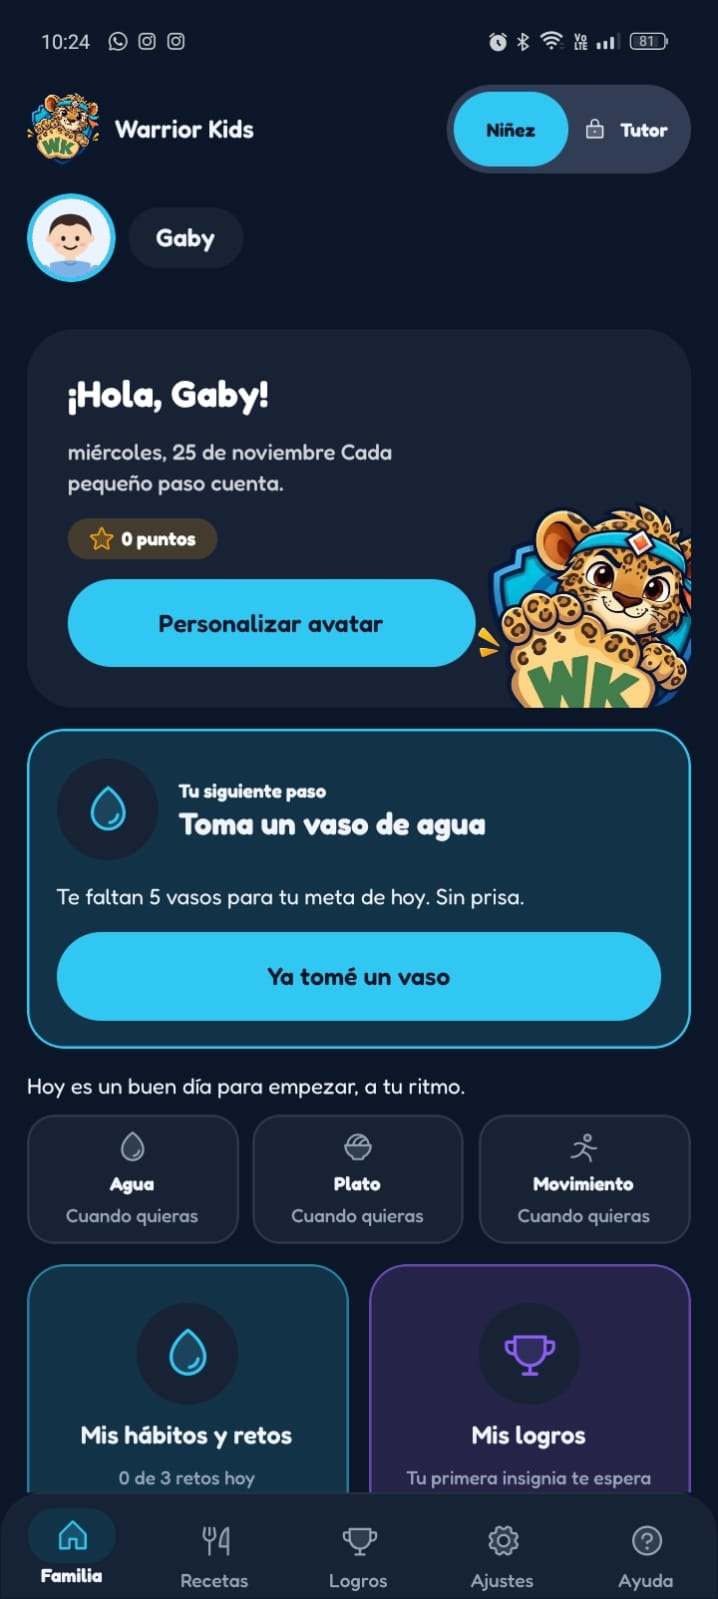 10:24
VoLTE
81
WK
Warrior Kids
Niñez
Tutor
Gaby
¡Hola, Gaby!
miércoles, 25 de noviembre Cada
pequeño paso cuenta.
0 puntos
Personalizar avatar
WK
Tu siguiente paso
Toma un vaso de agua
Te faltan 5 vasos para tu meta de hoy. Sin prisa.
Ya tomé un vaso
Hoy es un buen día para empezar, a tu ritmo.
Agua
Cuando quieras
Plato
Cuando quieras
Movimiento
Cuando quieras
Mis hábitos y retos
0 de 3 retos hoy
Mis logros
Tu primera insignia te espera
Familia
Recetas
Logros
Ajustes
Ayuda